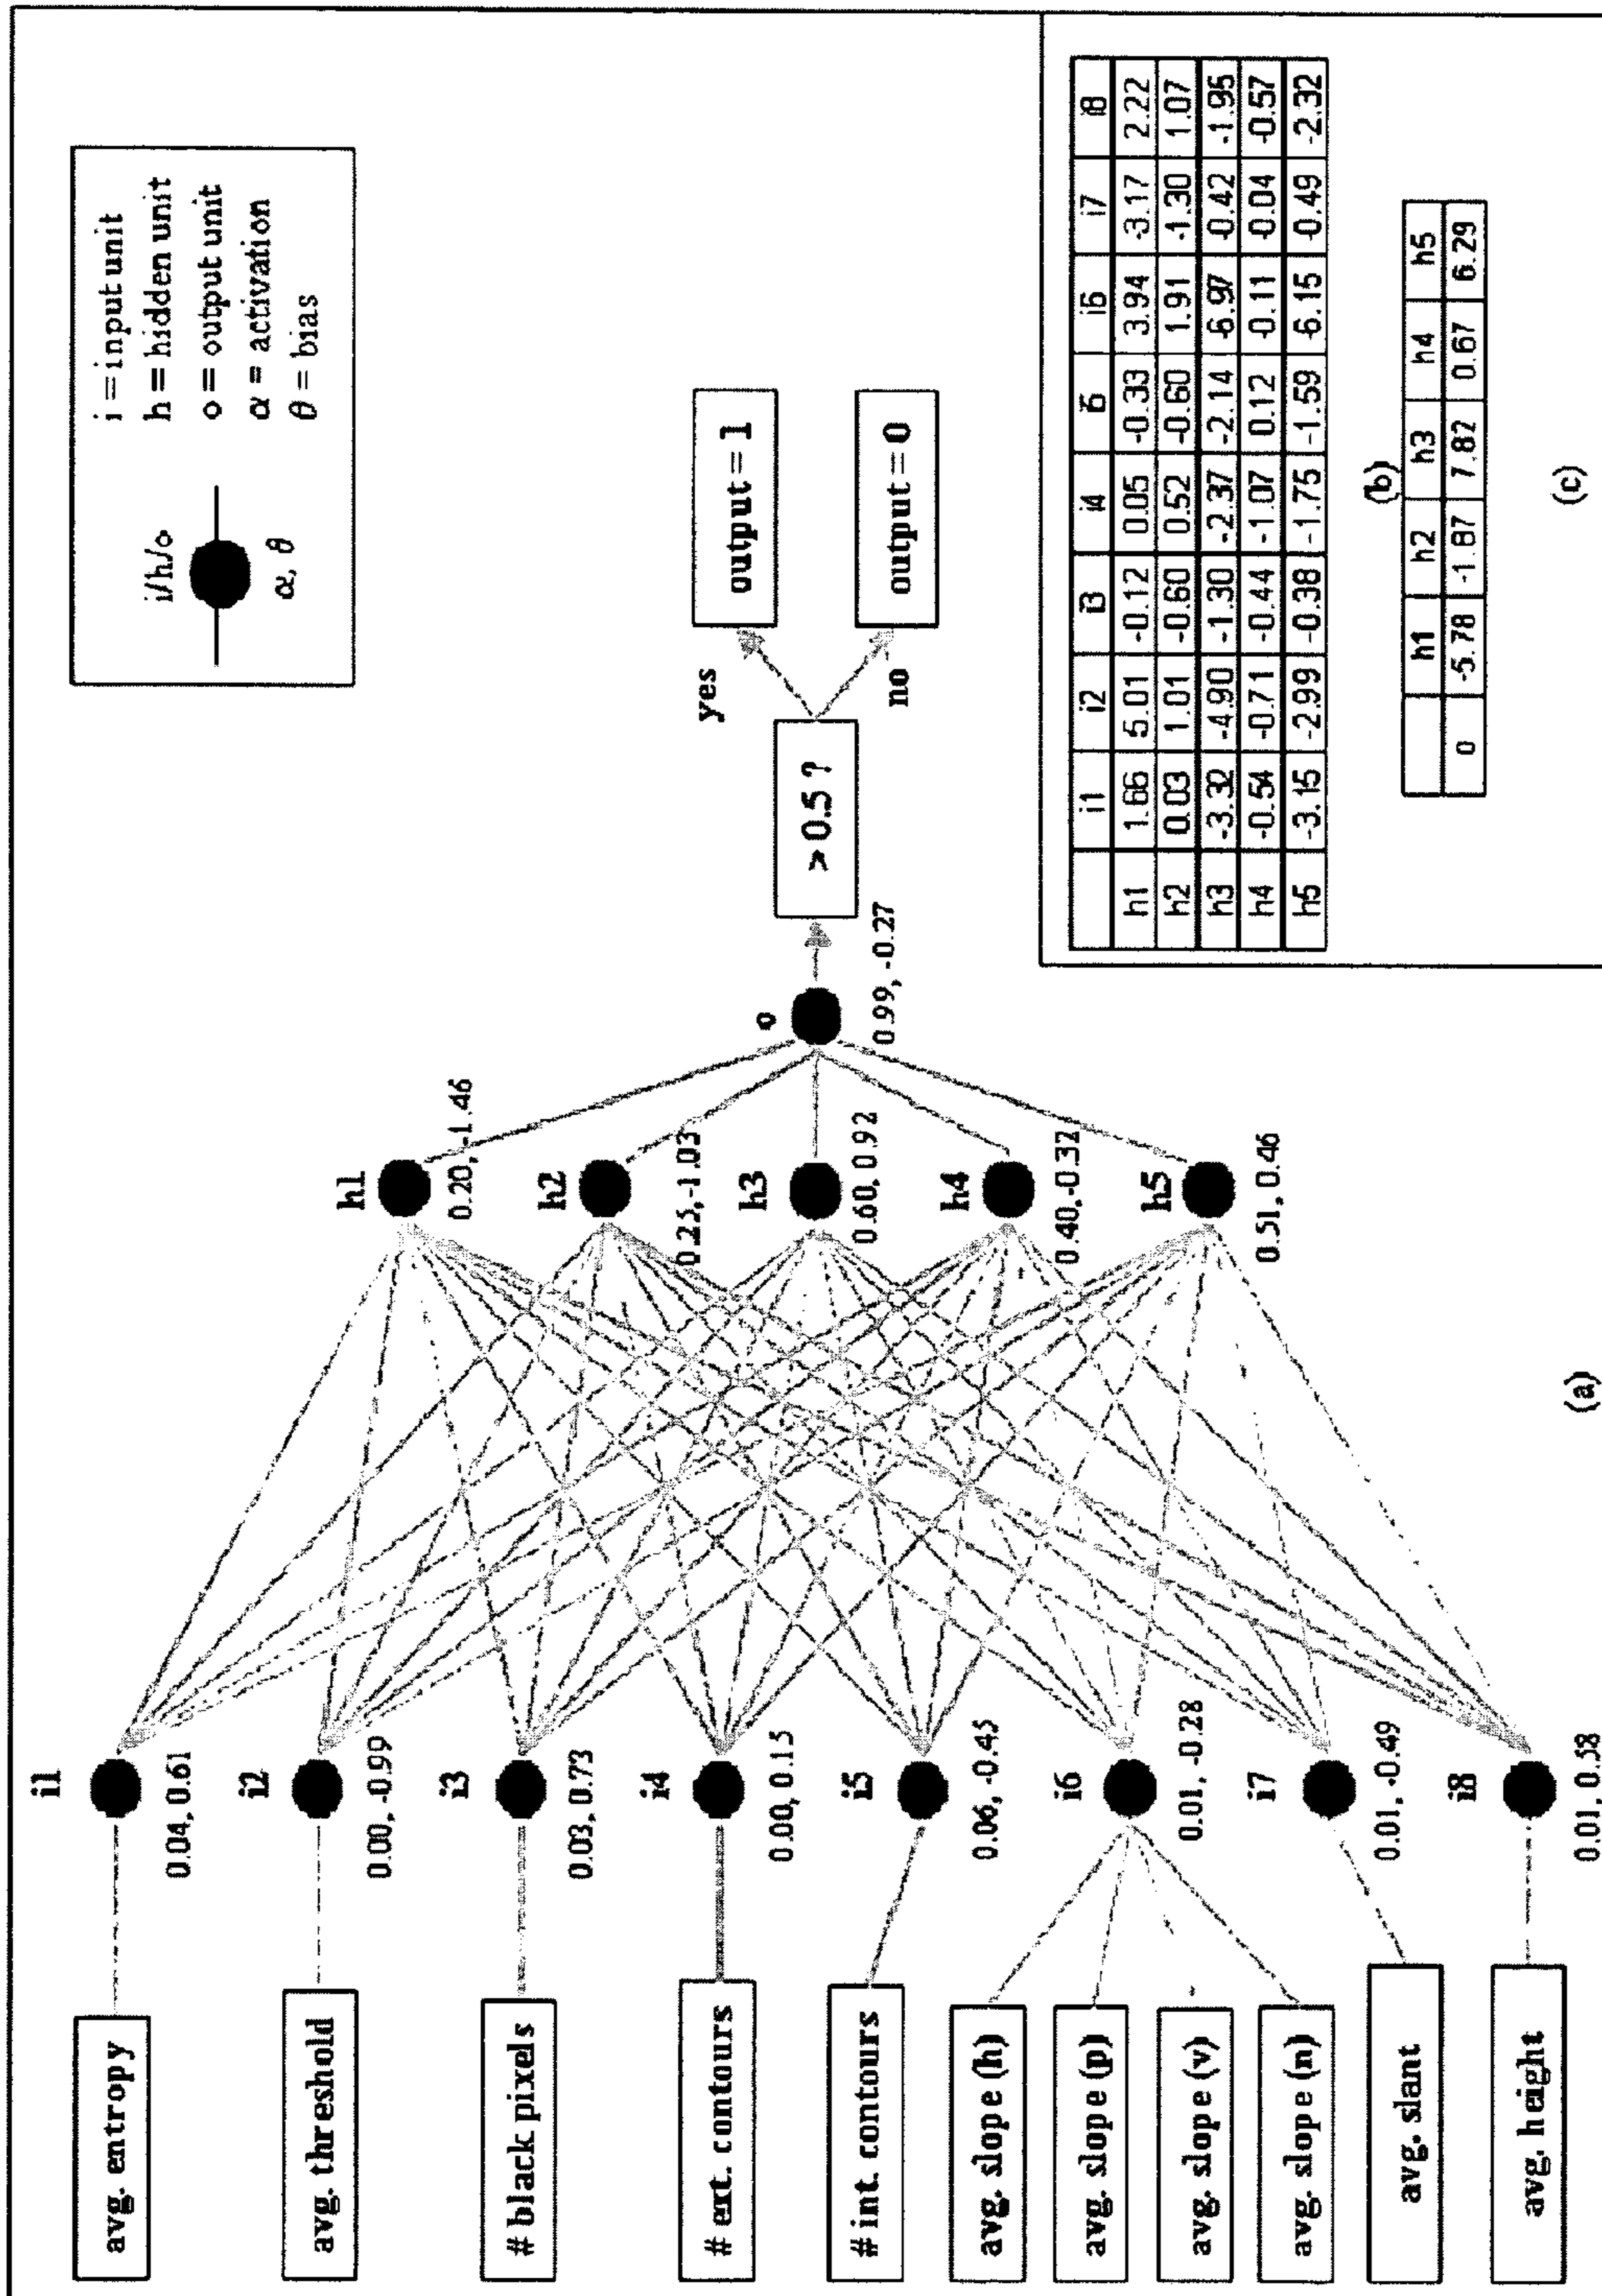 i = input unit
h = hidden unit
o = output unit
α = activation
θ = bias
i/h/o
α, θ
avg. entropy
avg. threshold
# black pixels
# ext. contours
# int. contours
avg. slope (h)
avg. slope (p)
avg. slope (v)
avg. slope (n)
avg. slant
avg. height
i1
0.04, 0.61
i2
0.00, -0.99
i3
0.03, 0.73
i4
0.00, 0.15
i5
0.06, -0.45
i6
0.01, -0.28
i7
0.01, -0.49
i8
0.01, 0.58
h1
0.20, -1.46
h2
0.25, -1.03
h3
0.60, 0.92
h4
0.40, -0.32
h5
0.51, 0.46
o
0.99, -0.27
> 0.5 ?
yes
no
output = 1
output = 0
(a)
i1 i2 i3 i4 i5 i6 i7 i8
h1 1.66 5.01 -0.12 0.05 -0.33 3.94 -3.17 2.22
h2 0.03 1.01 -0.60 0.52 -0.60 1.91 -1.30 1.07
h3 -3.32 -4.90 -1.30 -2.37 -2.14 -6.97 -0.42 -1.95
h4 -0.54 -0.71 -0.44 -1.07 0.12 -0.11 -0.04 -0.57
h5 -3.15 -2.99 -0.38 -1.75 -1.59 -6.15 -0.49 -2.32
(b)
h1 h2 h3 h4 h5
o -5.78 -1.87 7.82 0.67 6.29
(c)